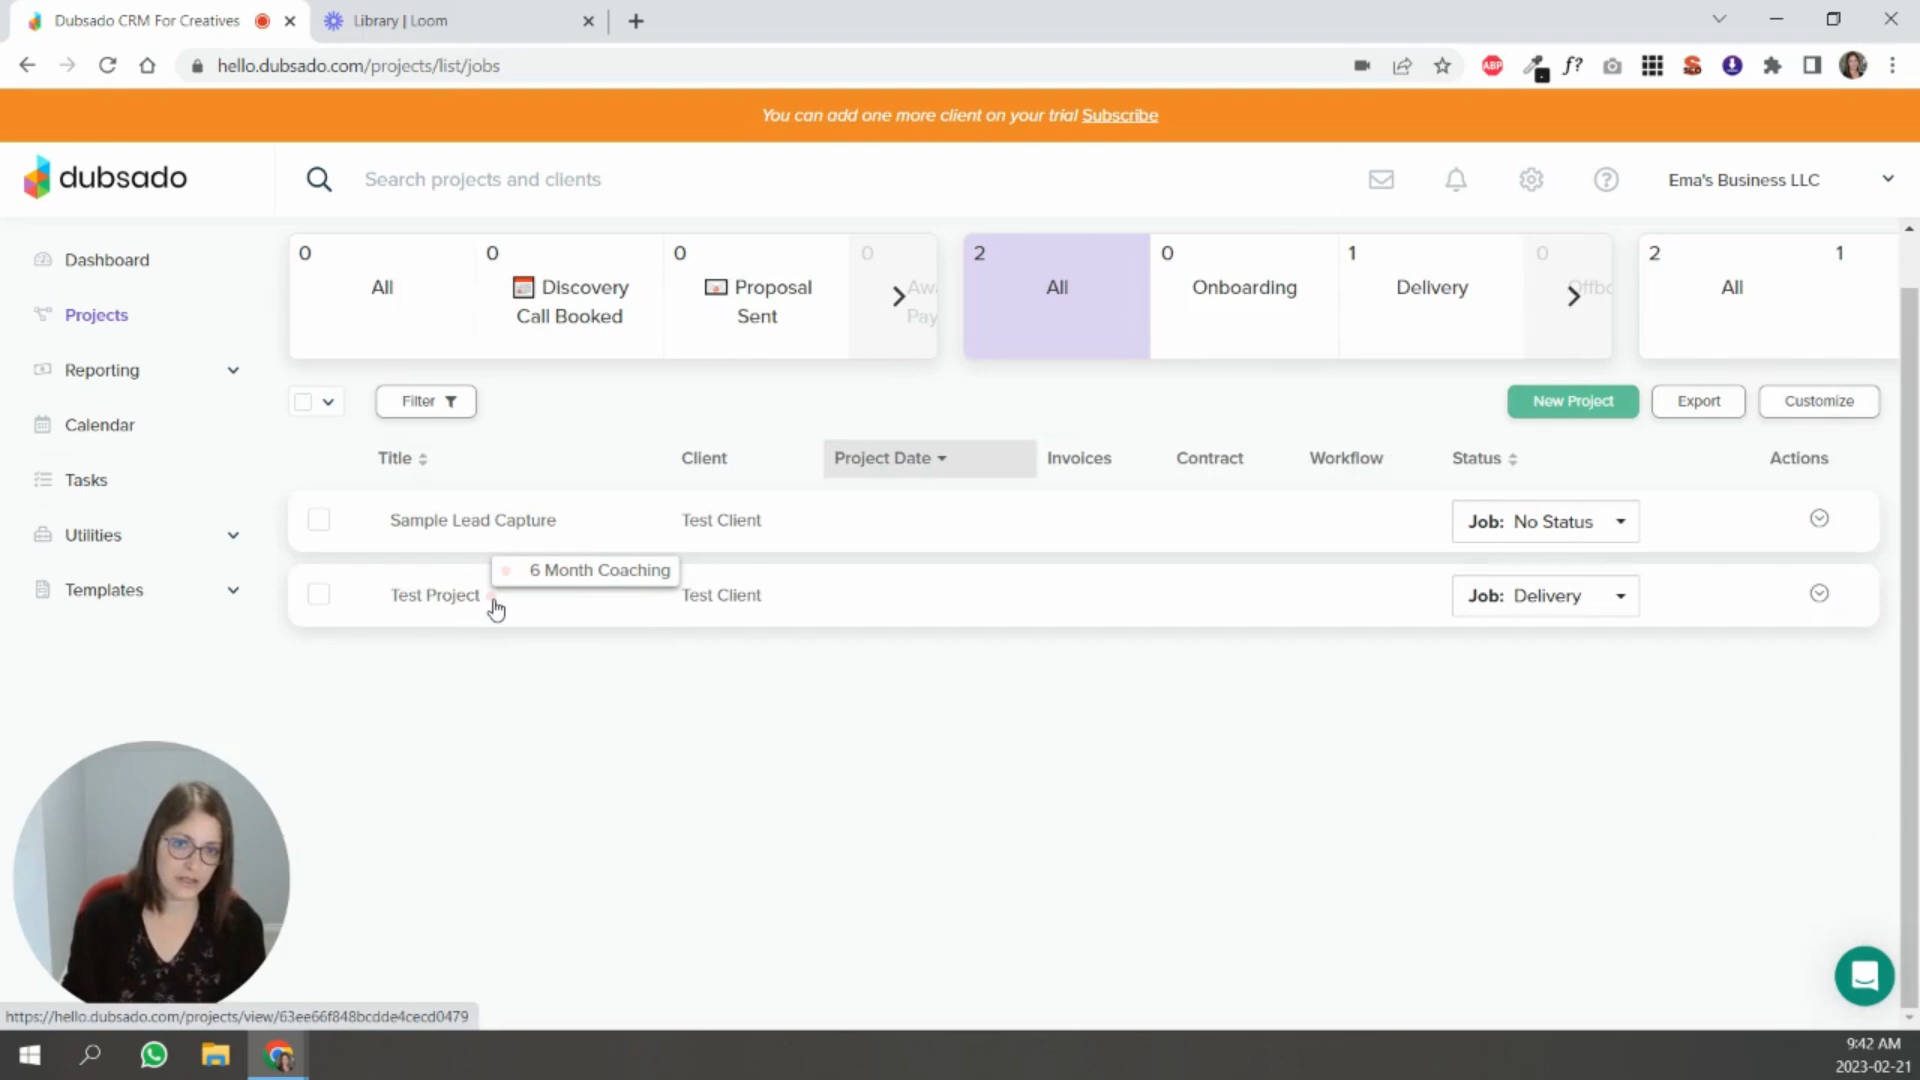 Dubsado CRM For Creatives
Library | Loom
hello.dubsado.com/projects/list/jobs
ABP
f?
You can add one more client on your trial Subscribe
dubsado
Search projects and clients
Ema's Business LLC
Dashboard
Projects
Reporting
Calendar
Tasks
Utilities
Templates
0
All
0
Discovery
Call Booked
0
Proposal
Sent
0
Awa
Pay
2
All
0
Onboarding
1
Delivery
0
Offbo
2
All
1
Filter
New Project
Export
Customize
Title
Client
Project Date
Invoices
Contract
Workflow
Status
Actions
Sample Lead Capture
Test Client
Job: No Status
6 Month Coaching
Test Project
Test Client
Job: Delivery
https://hello.dubsado.com/projects/view/63ee66f848bcdde4cecd0479
9:42 AM
2023-02-21